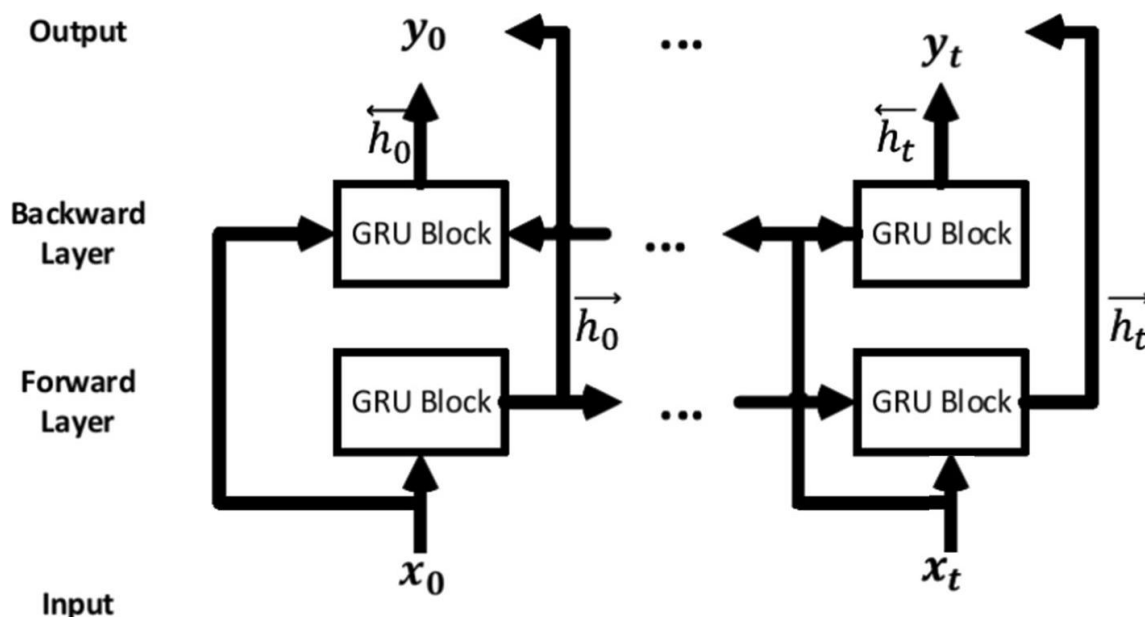 Output
y₀
...
yₜ
←h₀
←hₜ
Backward
Layer
GRU Block
...
GRU Block
→h₀
→hₜ
Forward
Layer
GRU Block
...
GRU Block
x₀
xₜ
Input